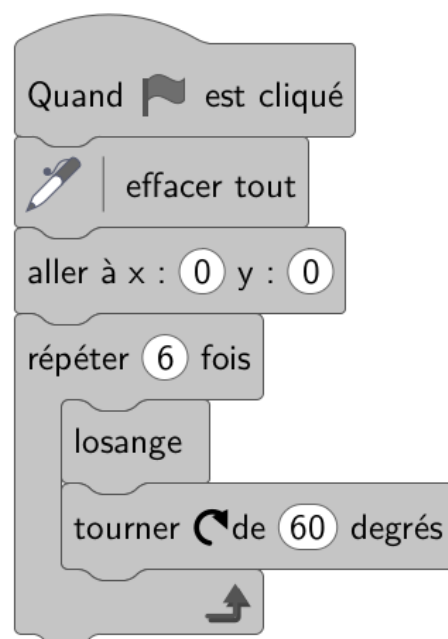 Quand est cliqué
effacer tout
aller à x : 0 y : 0
répéter 6 fois
losange
tourner de 60 degrés